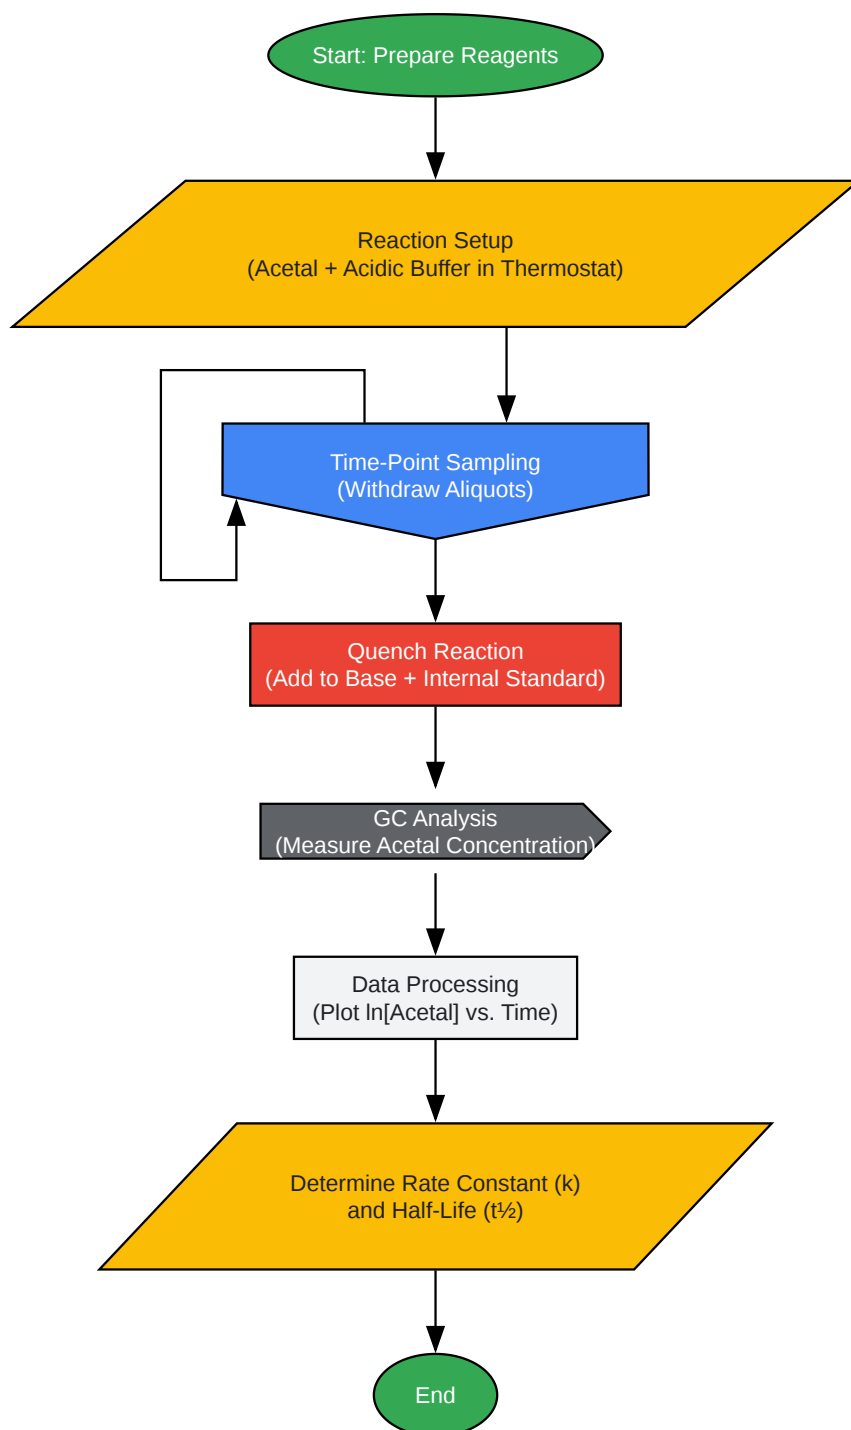 Start: Prepare Reagents
Reaction Setup
(Acetal + Acidic Buffer in Thermostat)
Time-Point Sampling
(Withdraw Aliquots)
Quench Reaction
(Add to Base + Internal Standard)
GC Analysis
(Measure Acetal Concentration)
Data Processing
(Plot ln[Acetal] vs. Time)
Determine Rate Constant (k)
and Half-Life (t½)
End